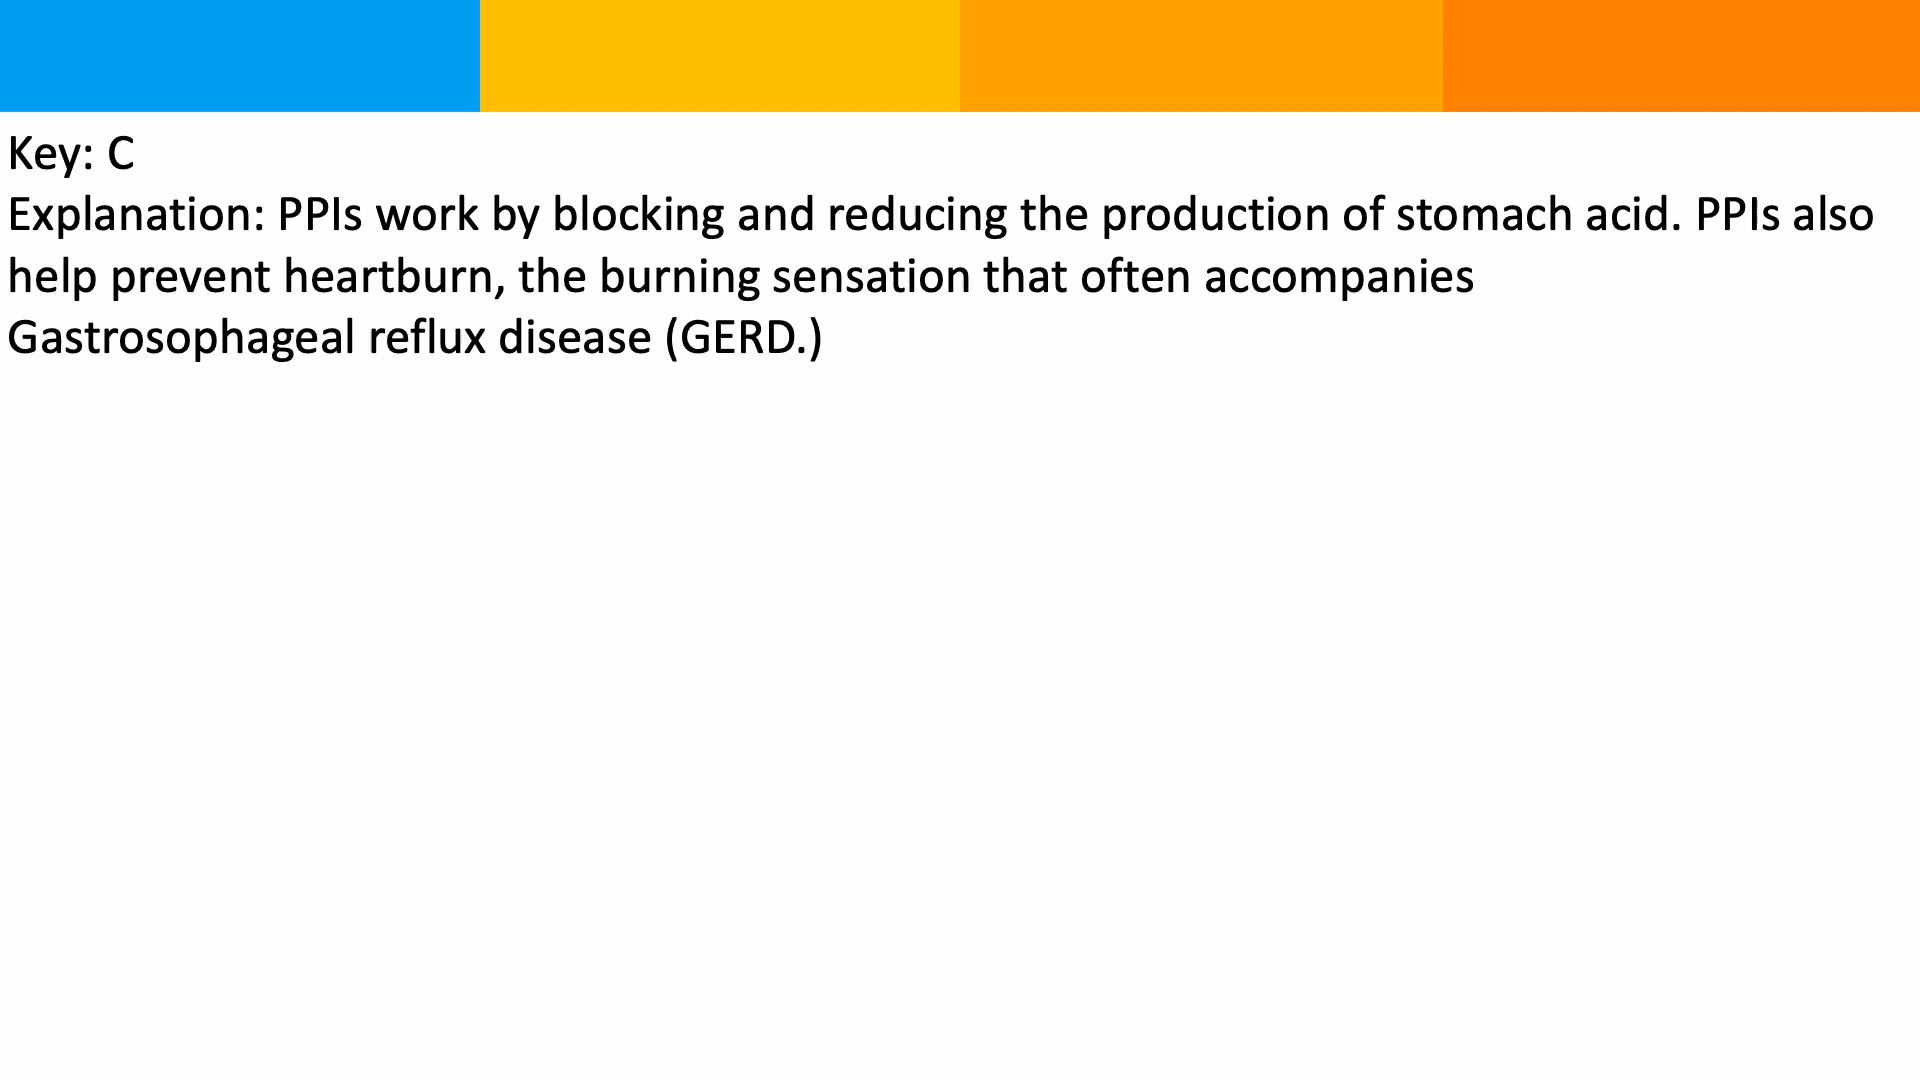 Key: C
Explanation: PPIs work by blocking and reducing the production of stomach acid. PPIs also
help prevent heartburn, the burning sensation that often accompanies
Gastrosophageal reflux disease (GERD.)